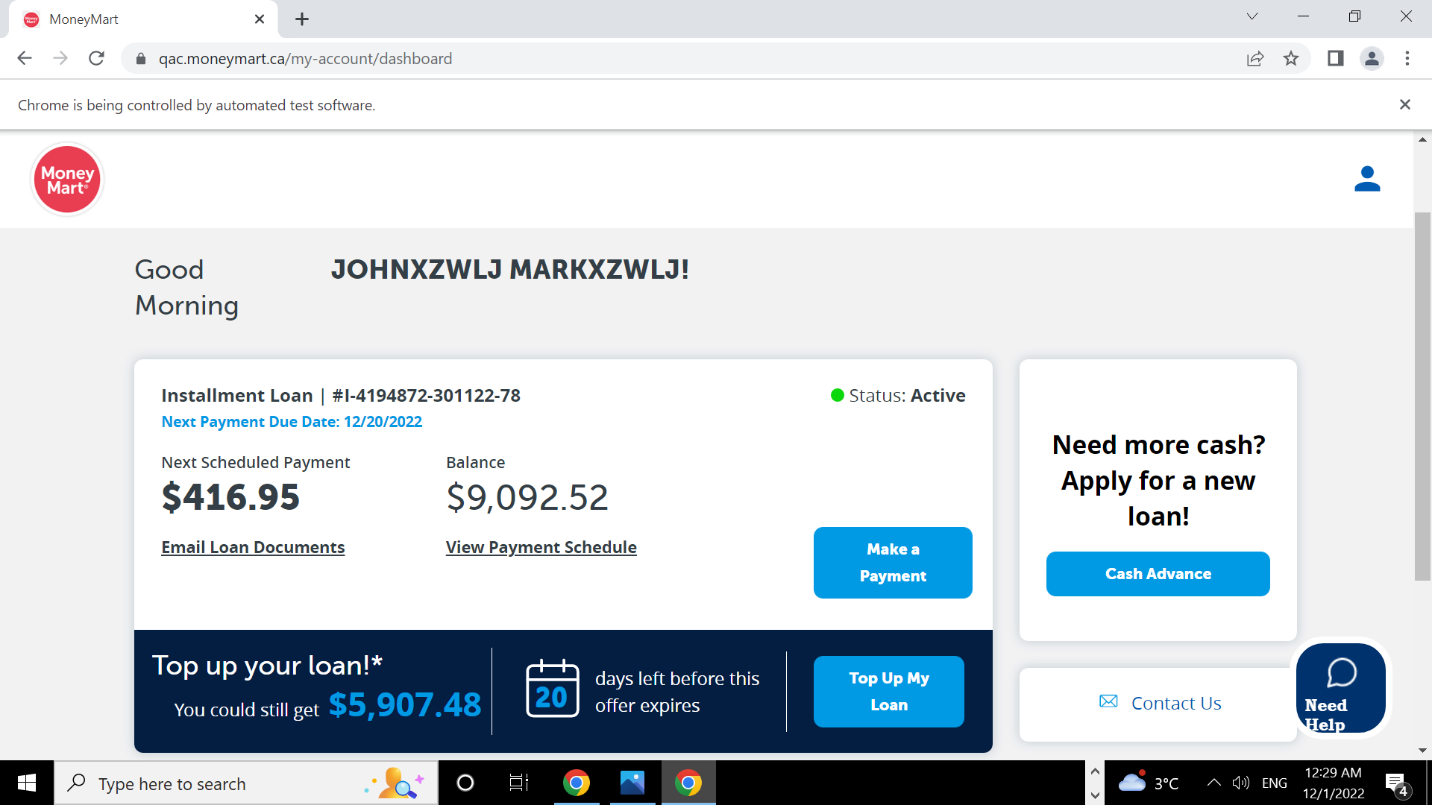 MoneyMart
qac.moneymart.ca/my-account/dashboard
Chrome is being controlled by automated test software.
Money
Mart
Good
Morning
JOHNXZWLJ MARKXZWLJ!
Installment Loan | #I-4194872-301122-78
Status: Active
Next Payment Due Date: 12/20/2022
Next Scheduled Payment
Balance
$416.95
$9,092.52
Email Loan Documents
View Payment Schedule
Make a
Payment
Need more cash?
Apply for a new
loan!
Cash Advance
Top up your loan!*
You could still get $5,907.48
20
days left before this
offer expires
Top Up My
Loan
Contact Us
Need
Help
Type here to search
3°C
ENG
12:29 AM
12/1/2022
4